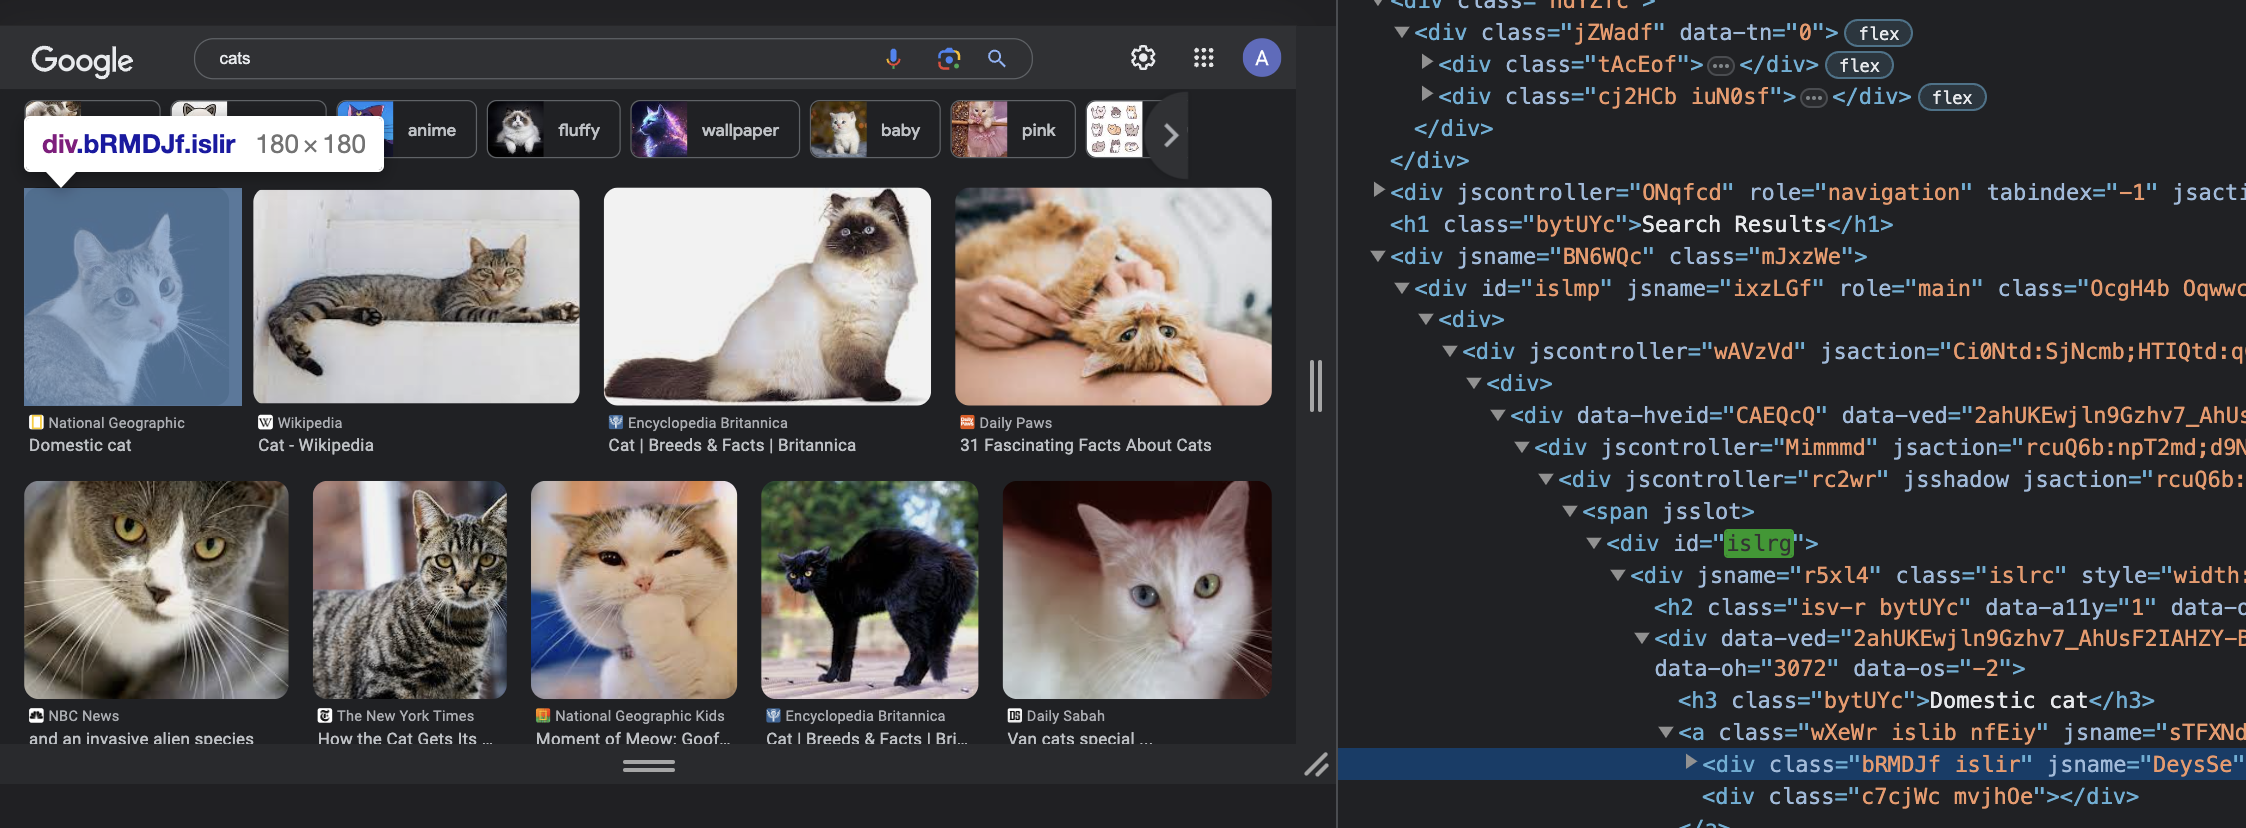 Google
cats
A
anime
fluffy
wallpaper
baby
pink
div.bRMDJf.islir 180×180
National Geographic
Domestic cat
Wikipedia
Cat - Wikipedia
Encyclopedia Britannica
Cat | Breeds & Facts | Britannica
Daily Paws
31 Fascinating Facts About Cats
NBC News
and an invasive alien species
The New York Times
How the Cat Gets Its ...
National Geographic Kids
Moment of Meow: Goof...
Encyclopedia Britannica
Cat | Breeds & Facts | Bri...
Daily Sabah
Van cats special ...
<div class="jZWadf" data-tn="0"> flex
<div class="tAcEof"> ... </div> flex
<div class="cj2HCb iuN0sf"> ... </div> flex
</div>
</div>
<div jscontroller="ONqfcd" role="navigation" tabindex="-1" jsacti
<h1 class="bytUYc">Search Results</h1>
<div jsname="BN6WQc" class="mJxzWe">
<div id="islmp" jsname="ixzLGf" role="main" class="OcgH4b Oqwwc
<div>
<div jscontroller="wAVzVd" jsaction="Ci0Ntd:SjNcmb;HTIQtd:q
<div>
<div data-hveid="CAEQcQ" data-ved="2ahUKEwjln9Gzhv7_AhUs
<div jscontroller="Mimmmd" jsaction="rcuQ6b:npT2md;d9N
<div jscontroller="rc2wr" jsshadow jsaction="rcuQ6b:
<span jsslot>
<div id="islrg">
<div jsname="r5xl4" class="islrc" style="width:
<h2 class="isv-r bytUYc" data-a11y="1" data-
<div data-ved="2ahUKEwjln9Gzhv7_AhUsF2IAHZY-
data-oh="3072" data-os="-2">
<h3 class="bytUYc">Domestic cat</h3>
<a class="wXeWr islib nfEiy" jsname="sTFXNd
<div class="bRMDJf islir" jsname="DeysSe"
<div class="c7cjWc mvjhOe"></div>